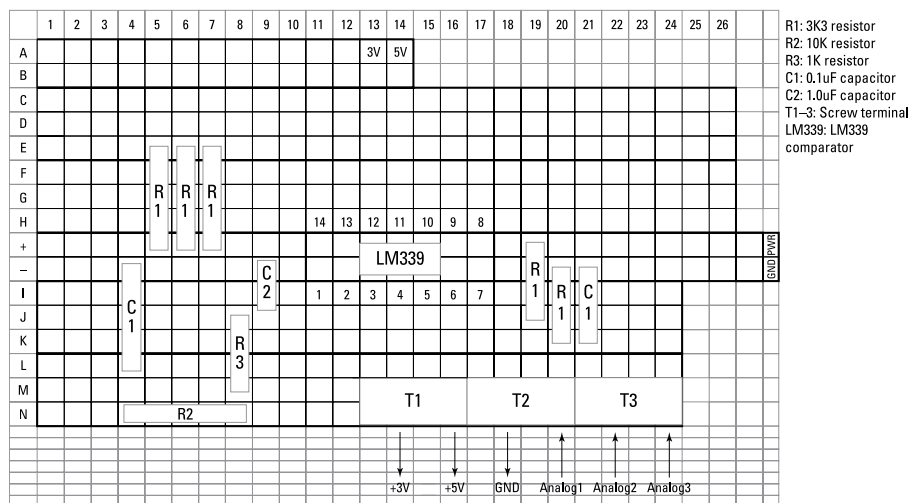 1 2 3 4 5 6 7 8 9 10 11 12 13 14 15 16 17 18 19 20 21 22 23 24 25 26
R1: 3K3 resistor
R2: 10K resistor
R3: 1K resistor
C1: 0.1uF capacitor
C2: 1.0uF capacitor
T1–3: Screw terminal
LM339: LM339
comparator
A 3V 5V
B
C
D
E
F
G
R1 R1 R1
H 14 13 12 11 10 9 8
+
PWR
LM339
–
GND
C2 R1
I 1 2 3 4 5 6 7
R1 C1
C1
J
K
R3
L
M
T1 T2 T3
N
R2
+3V +5V GND Analog1 Analog2 Analog3